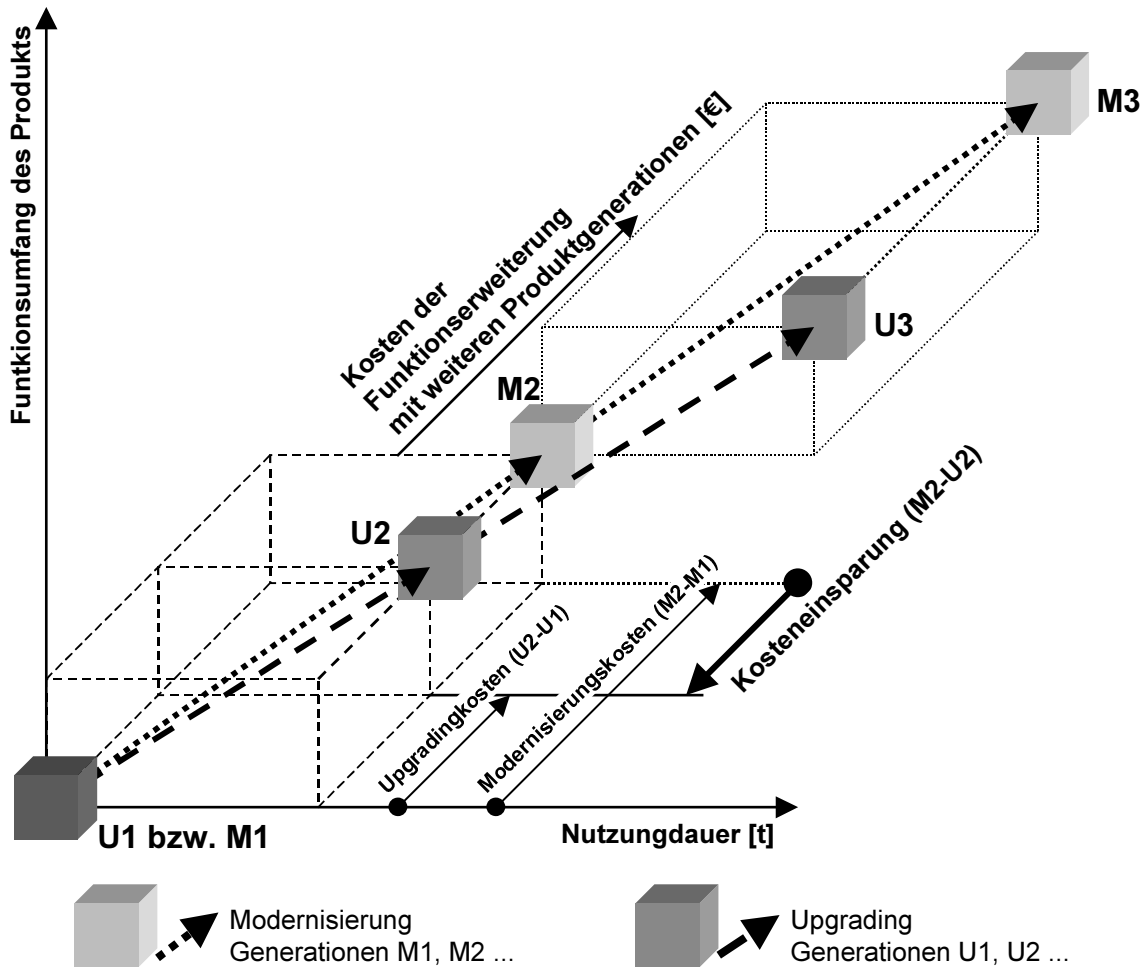 Funtkionsumfang des Produkts
Kosten der
Funktionserweiterung
mit weiteren Produktgenerationen [€]
M3
U3
M2
U2
Kosteneinsparung (M2-U2)
Upgradingkosten (U2-U1)
Modernisierungskosten (M2-M1)
U1 bzw. M1
Nutzungdauer [t]
Modernisierung
Generationen M1, M2 ...
Upgrading
Generationen U1, U2 ...